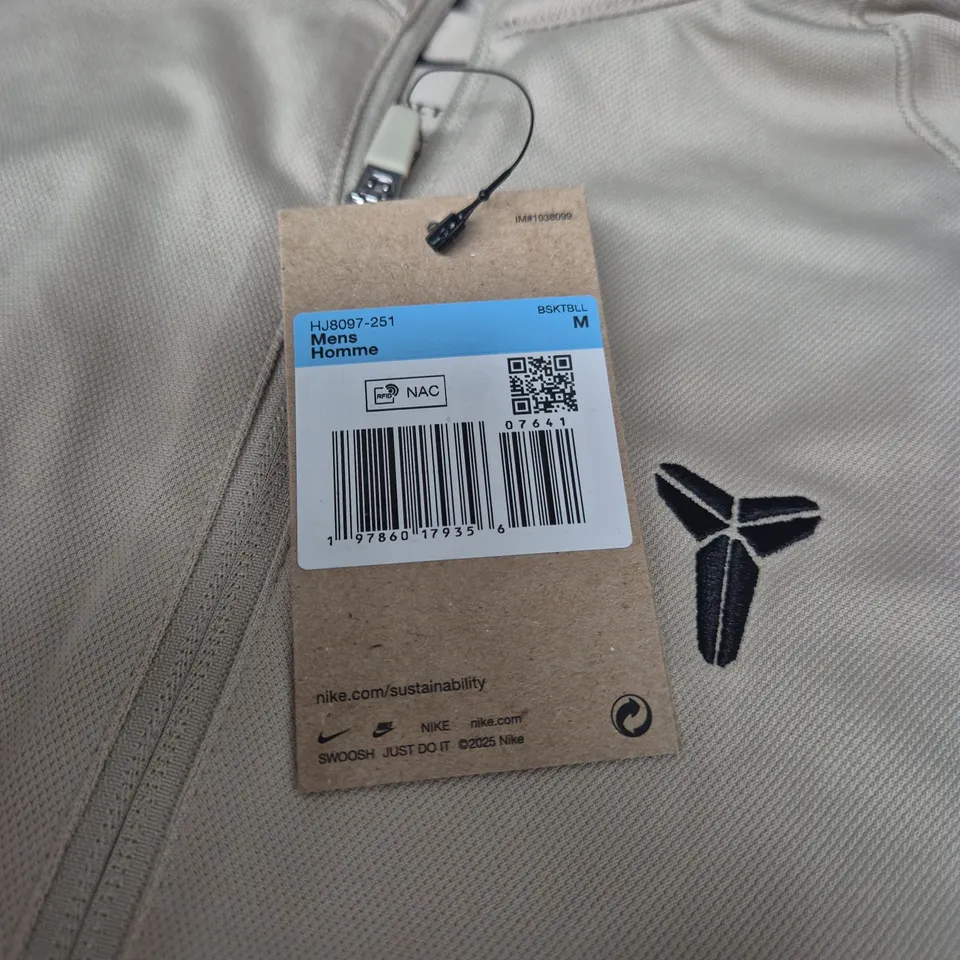 IM#1038099
HJ8097-251
BSKTBLL
Mens
M
Homme
RFID NAC
07641
1 97860 17935 6
nike.com/sustainability
NIKE nike.com
SWOOSH JUST DO IT ©2025 Nike